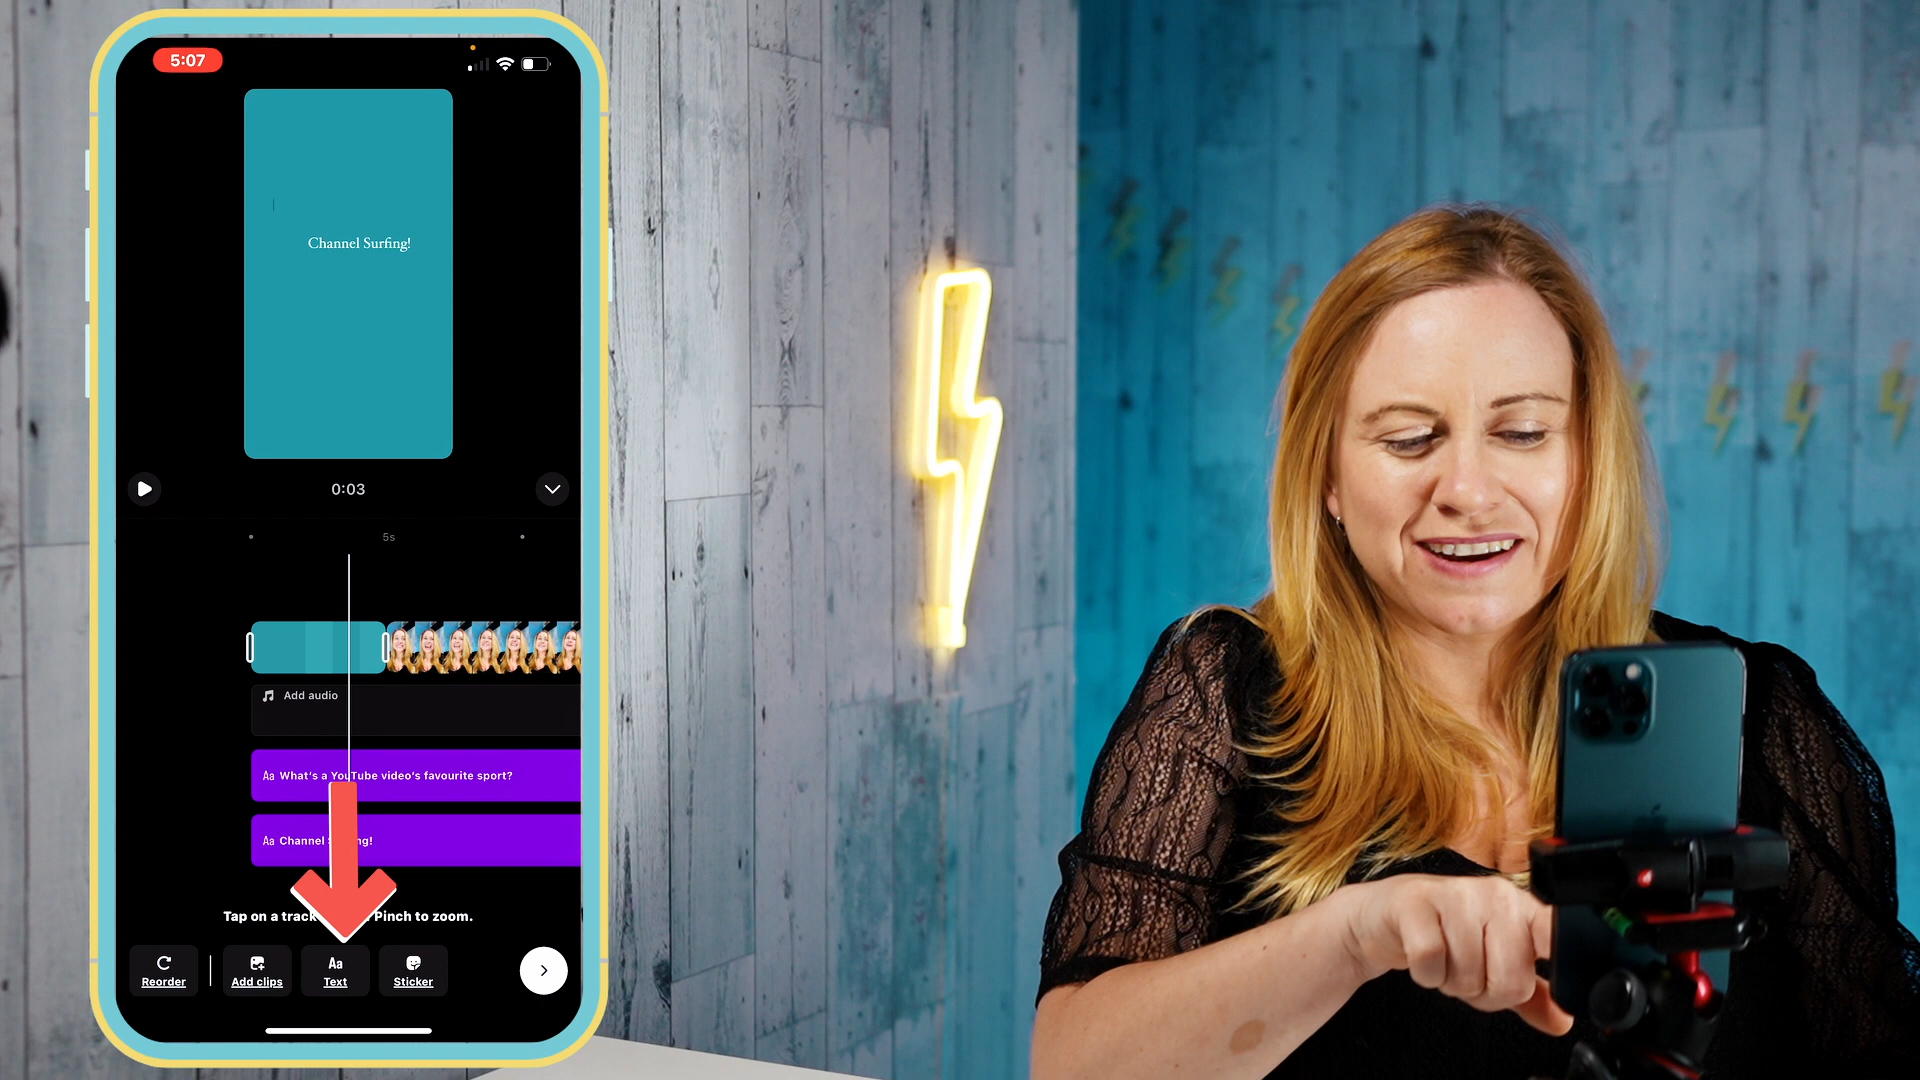 5:07
Channel Surfing!
0:03
5s
Add audio
Aa What's a YouTube video's favourite sport?
Aa Channel S ng!
Tap on a track Pinch to zoom.
Reorder
Add clips
Aa
Text
Sticker